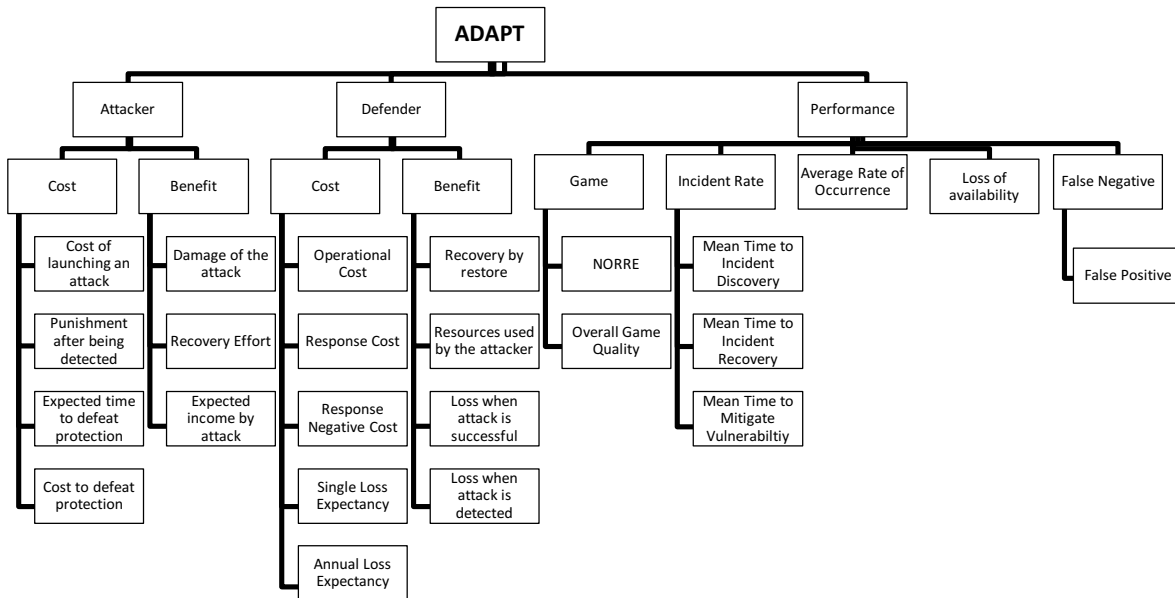 ADAPT
Attacker
Defender
Performance
Cost
Benefit
Cost
Benefit
Game
Incident Rate
Average Rate of
Occurrence
Loss of
availability
False Negative
Cost of
launching an
attack
Punishment
after being
detected
Expected time
to defeat
protection
Cost to defeat
protection
Damage of the
attack
Recovery Effort
Expected
income by
attack
Operational
Cost
Response Cost
Response
Negative Cost
Single Loss
Expectancy
Annual Loss
Expectancy
Recovery by
restore
Resources used
by the attacker
Loss when
attack is
successful
Loss when
attack is
detected
NORRE
Overall Game
Quality
Mean Time to
Incident
Discovery
Mean Time to
Incident
Recovery
Mean Time to
Mitigate
Vulnerabiltiy
False Positive